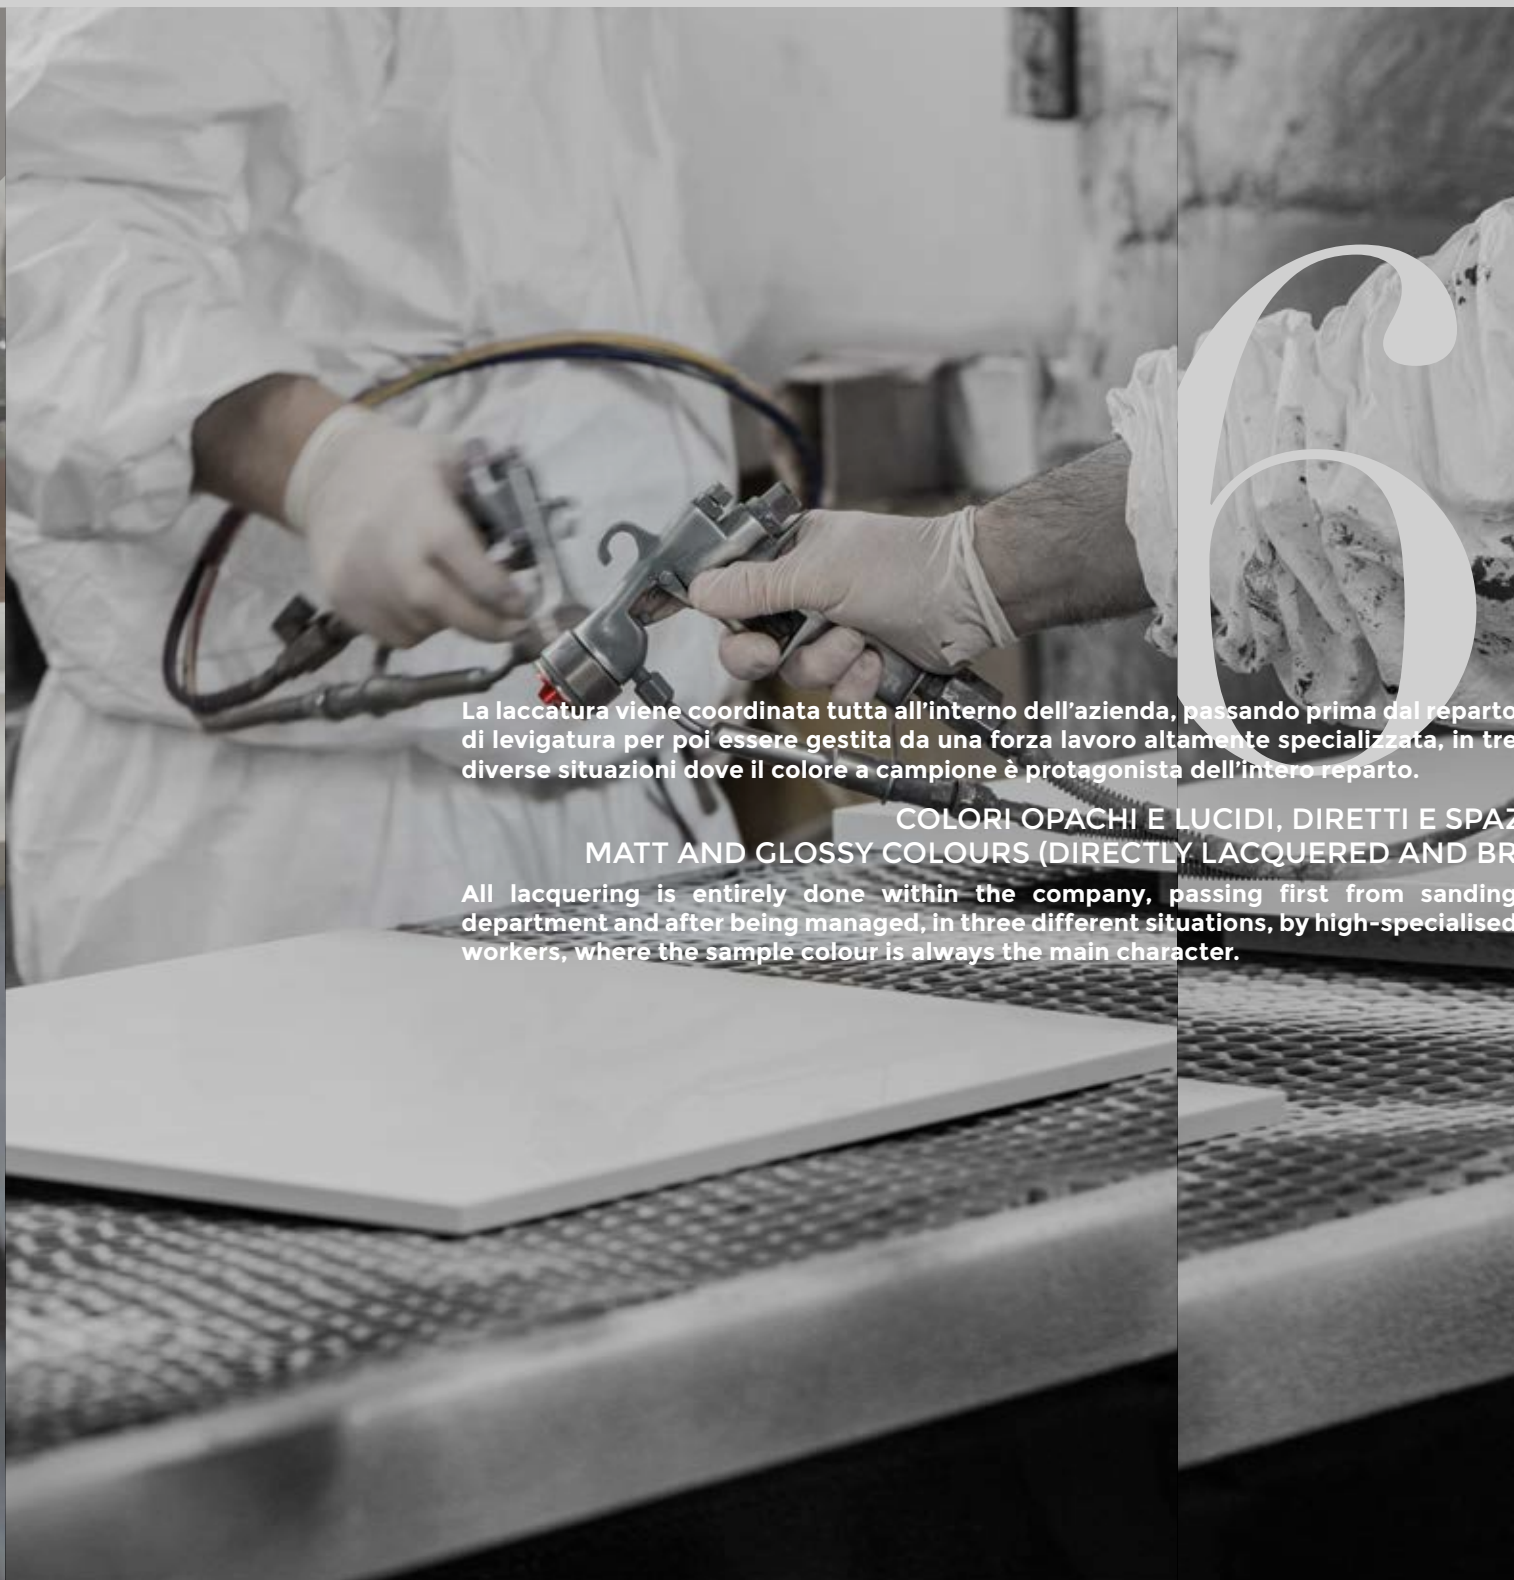 6
La laccatura viene coordinata tutta all'interno dell'azienda, passando prima dal reparto
di levigatura per poi essere gestita da una forza lavoro altamente specializzata, in tre
diverse situazioni dove il colore a campione è protagonista dell'intero reparto.
COLORI OPACHI E LUCIDI, DIRETTI E
MATT AND GLOSSY COLOURS (DIRECTLY LACQUERED AND
All lacquering is entirely done within the company, passing first from sanding
department and after being managed, in three different situations, by high-specialised
workers, where the sample colour is always the main character.